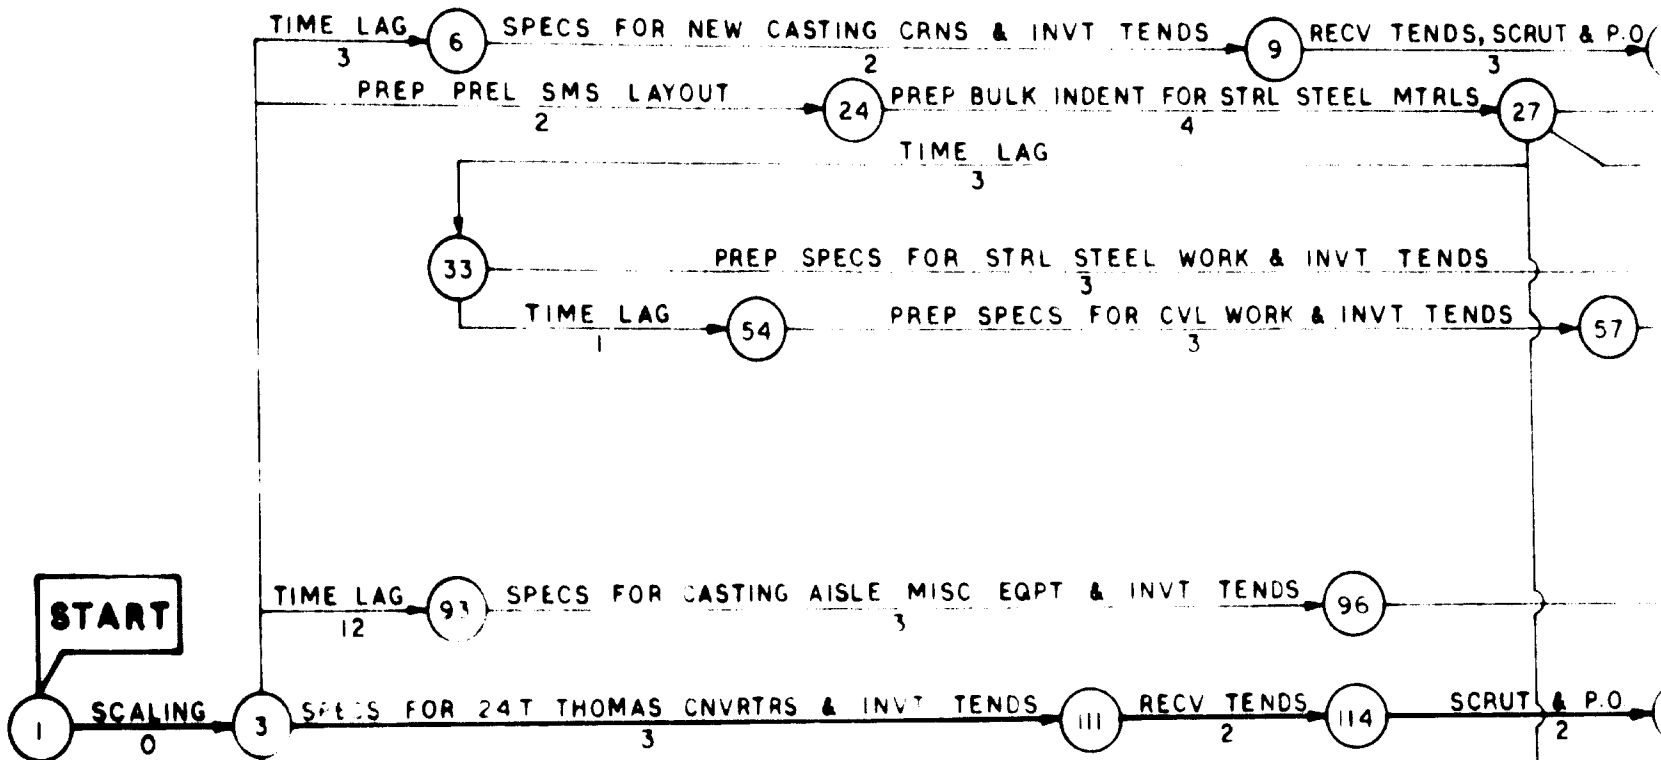 TIME LAG 6 SPECS FOR NEW CASTING CRNS & INVT TENDS 9 RECV TENDS, SCRUT & P.O
3 2 3
PREP PREL SMS LAYOUT 24 PREP BULK INDENT FOR STRL STEEL MTRLS 27
2 4
TIME LAG
3
33 PREP SPECS FOR STRL STEEL WORK & INVT TENDS
3
TIME LAG 54 PREP SPECS FOR CVL WORK & INVT TENDS 57
1 3
TIME LAG 93 SPECS FOR CASTING AISLE MISC EQPT & INVT TENDS 96
12 3
START
1 SCALING 3 SPECS FOR 24T THOMAS CNVRTRS & INVT TENDS 111 RECV TENDS 114 SCRUT & P.O
0 3 2 2